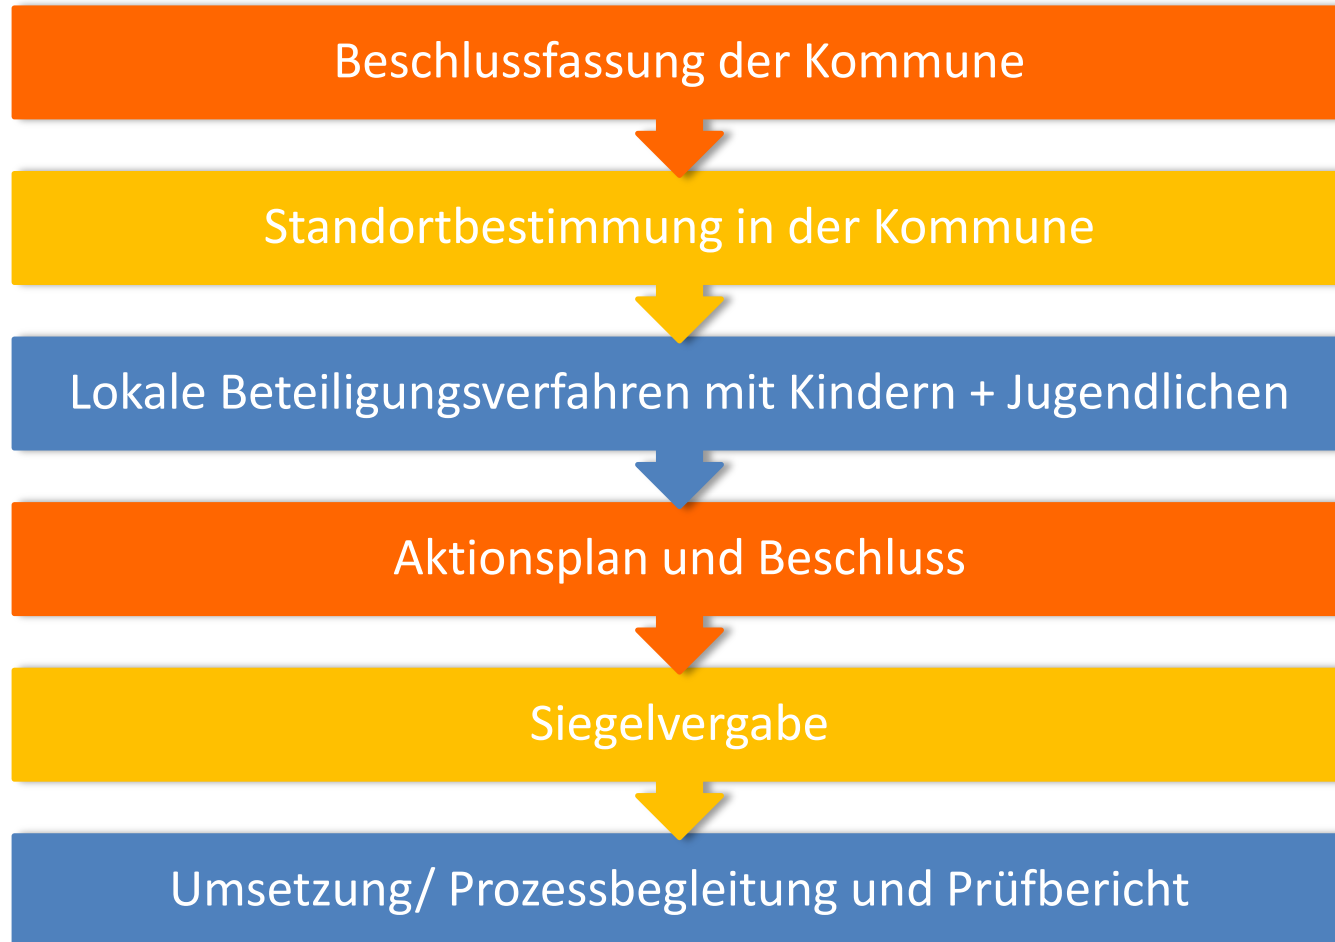 Beschlussfassung der Kommune
Standortbestimmung in der Kommune
Lokale Beteiligungsverfahren mit Kindern + Jugendlichen
Aktionsplan und Beschluss
Siegelvergabe
Umsetzung/ Prozessbegleitung und Prüfbericht